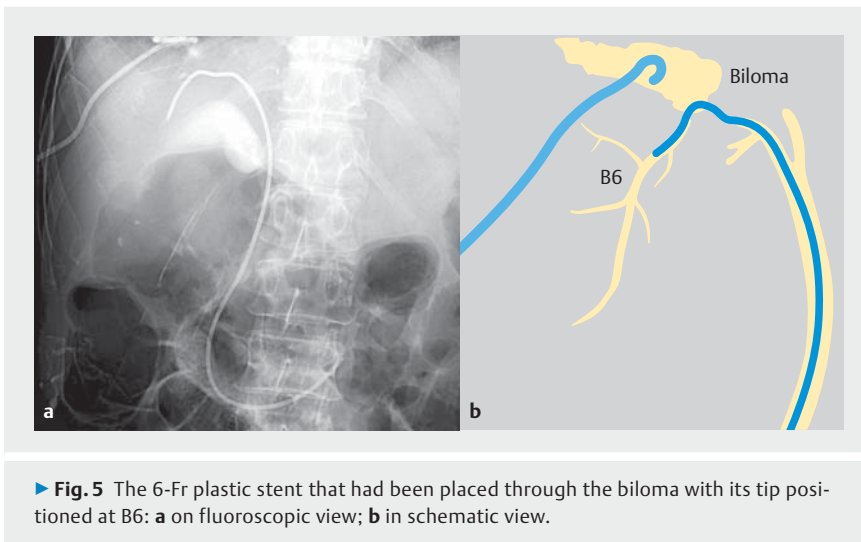 Biloma
B6
a
b
▶ Fig. 5 The 6-Fr plastic stent that had been placed through the biloma with its tip posi-
tioned at B6: a on fluoroscopic view; b in schematic view.